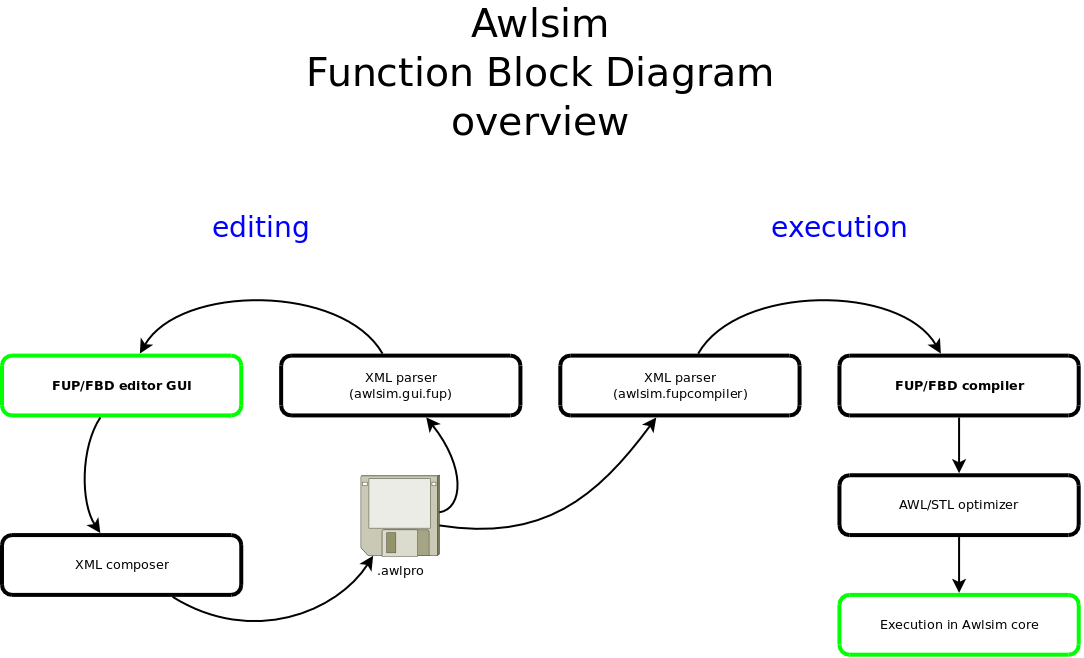 Awlsim
Function Block Diagram
overview
editing
execution
FUP/FBD editor GUI
XML parser
(awlsim.gui.fup)
XML parser
(awlsim.fupcompiler)
FUP/FBD compiler
AWL/STL optimizer
XML composer
.awlpro
Execution in Awlsim core